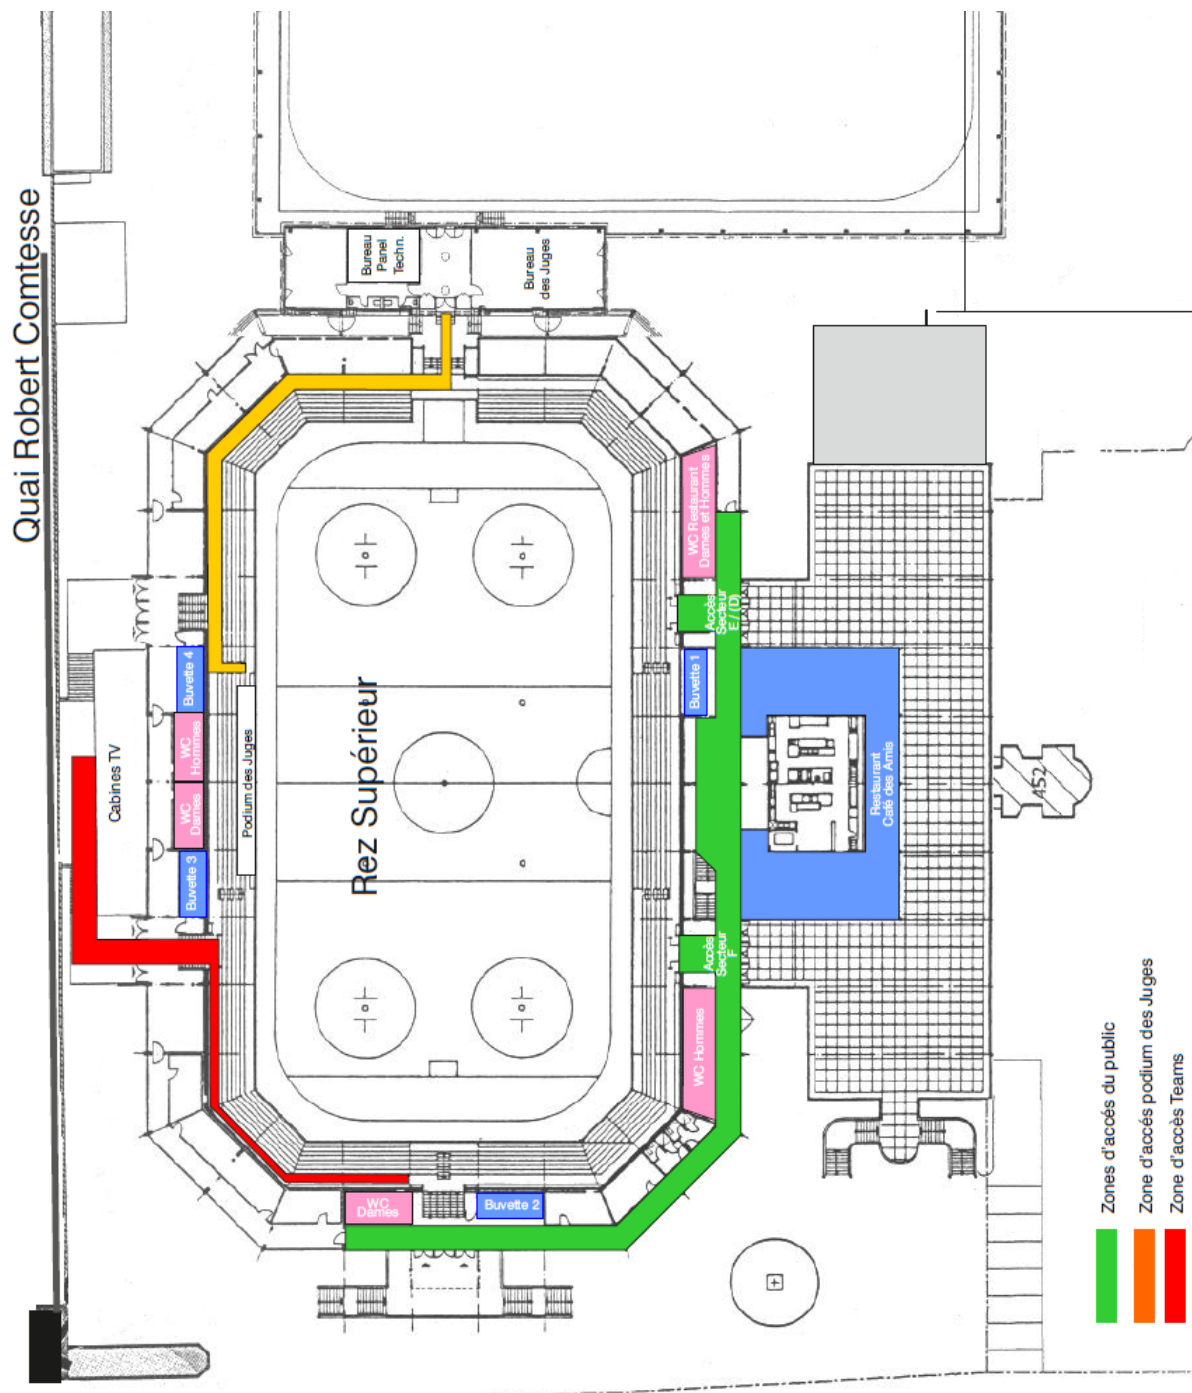 Quai Robert Comtesse
Bureau
Panel
Techn.
Bureau
des Juges
WC Restaurant
Dames et Hommes
Accès
Secteur
E / (D)
Buvette 4
Buvette 1
WC
Hommes
Cabines TV
Podium des Juges
Rez Supérieur
Restaurant
Café des Amis
452
WC
Dames
Buvette 3
Accès
Secteur
F
WC Hommes
WC
Dames
Buvette 2
Zones d'accés du public
Zone d'accés podium des Juges
Zone d'accès Teams